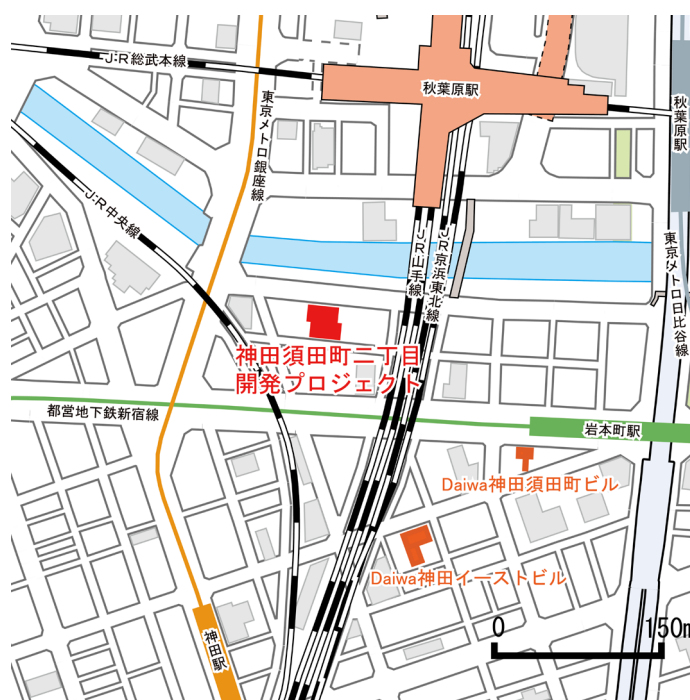 JR総武本線
秋葉原駅
秋葉原駅
東京メトロ銀座線
JR中央線
JR山手線
JR京浜東北線
東京メトロ日比谷線
神田須田町二丁目
開発プロジェクト
都営地下鉄新宿線
岩本町駅
Daiwa神田須田町ビル
Daiwa神田イーストビル
神田駅
0
150m